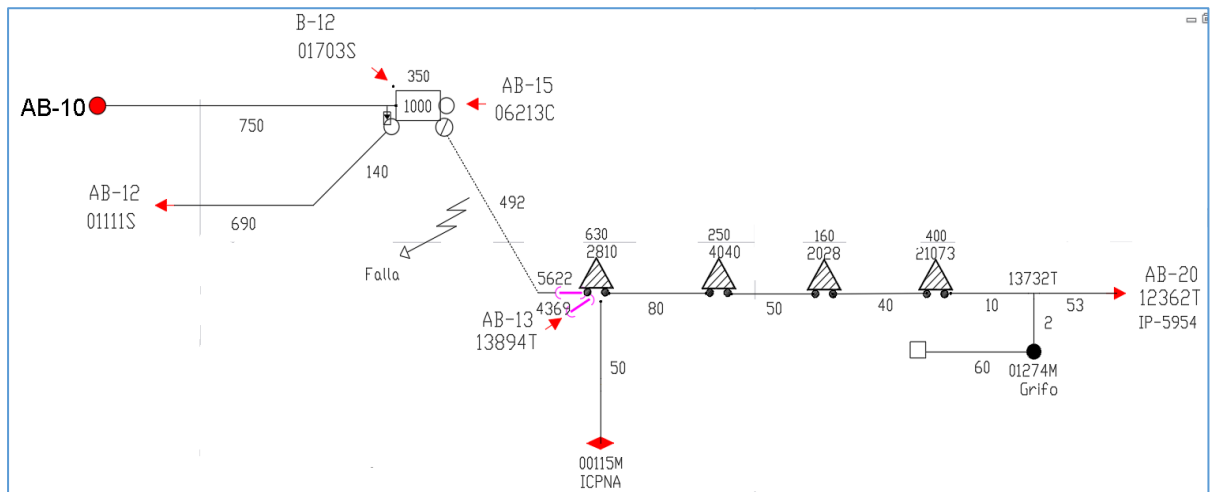 B-12
01703S
350
1000
AB-15
06213C
AB-10
750
140
AB-12
01111S
690
492
Falla
630
2810
250
4040
160
2028
400
21073
13732T
AB-20
12362T
IP-5954
5622
4369
AB-13
13894T
80
50
40
10
53
2
50
60
01274M
Grifo
00115M
ICPNA